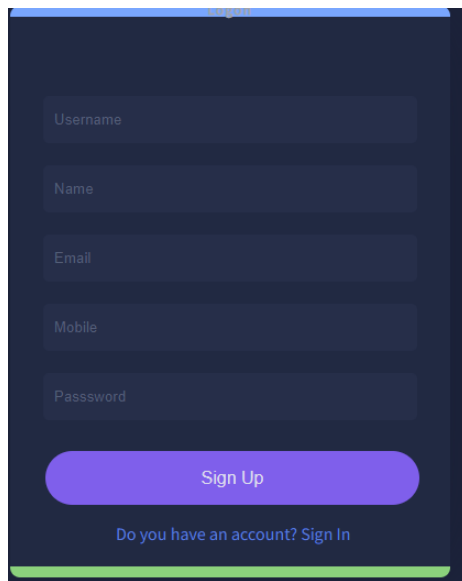 Username
Name
Email
Mobile
Passsword
Sign Up
Do you have an account? Sign In